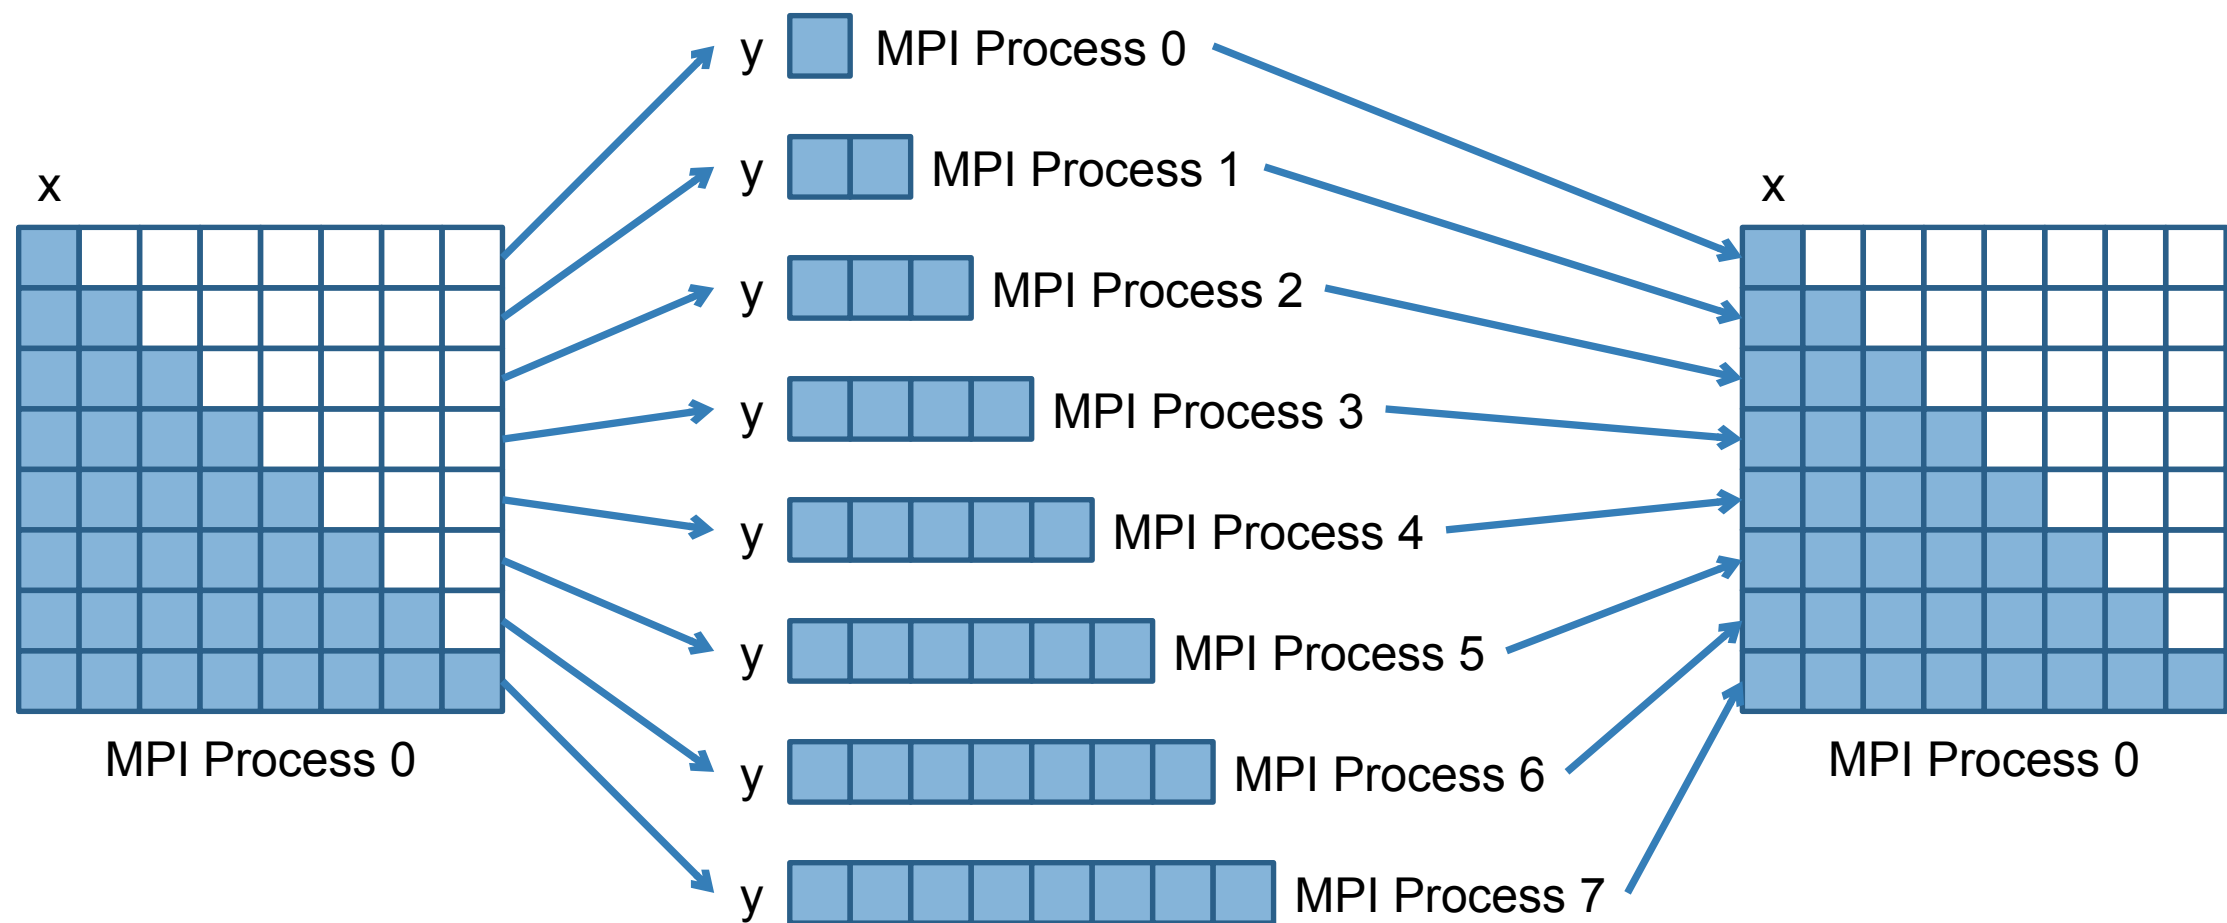 x
MPI Process 0
y MPI Process 0
y MPI Process 1
y MPI Process 2
y MPI Process 3
y MPI Process 4
y MPI Process 5
y MPI Process 6
y MPI Process 7
x
MPI Process 0